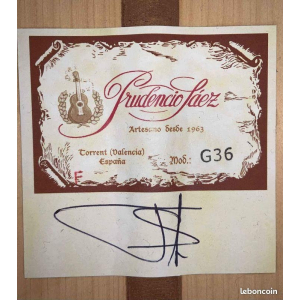 Prudencio Sáez
Artesano desde 1963
Torrent (Valencia)
España
Mod.: G36
F
leboncoin